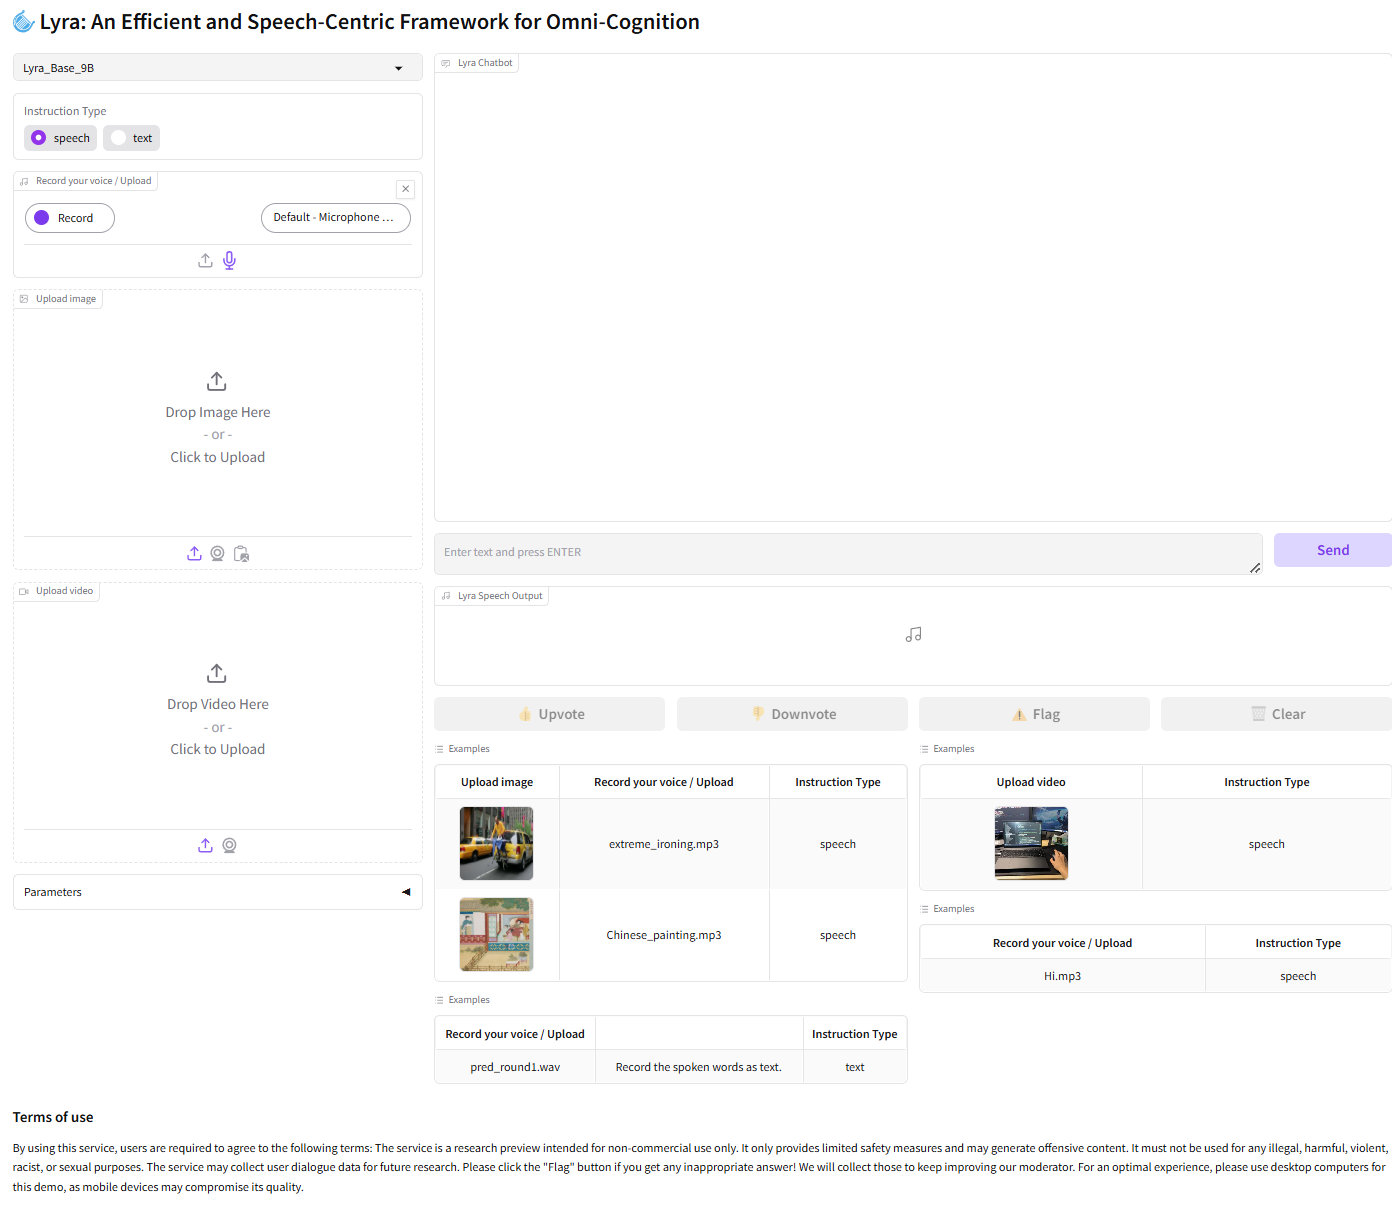 Lyra: An Efficient and Speech-Centric Framework for Omni-Cognition
Lyra_Base_9B
Instruction Type
speech
text
Record your voice / Upload
Record
Default - Microphone ...
Upload image
Drop Image Here
- or -
Click to Upload
Upload video
Drop Video Here
- or -
Click to Upload
Parameters
Lyra Chatbot
Enter text and press ENTER
Send
Lyra Speech Output
Upvote
Downvote
Flag
Clear
Examples
Upload image Record your voice / Upload Instruction Type
extreme_ironing.mp3 speech
Chinese_painting.mp3 speech
Examples
Record your voice / Upload Instruction Type
pred_round1.wav Record the spoken words as text. text
Examples
Upload video Instruction Type
speech
Examples
Record your voice / Upload Instruction Type
Hi.mp3 speech
Terms of use
By using this service, users are required to agree to the following terms: The service is a research preview intended for non-commercial use only. It only provides limited safety measures and may generate offensive content. It must not be used for any illegal, harmful, violent,
racist, or sexual purposes. The service may collect user dialogue data for future research. Please click the "Flag" button if you get any inappropriate answer! We will collect those to keep improving our moderator. For an optimal experience, please use desktop computers for
this demo, as mobile devices may compromise its quality.